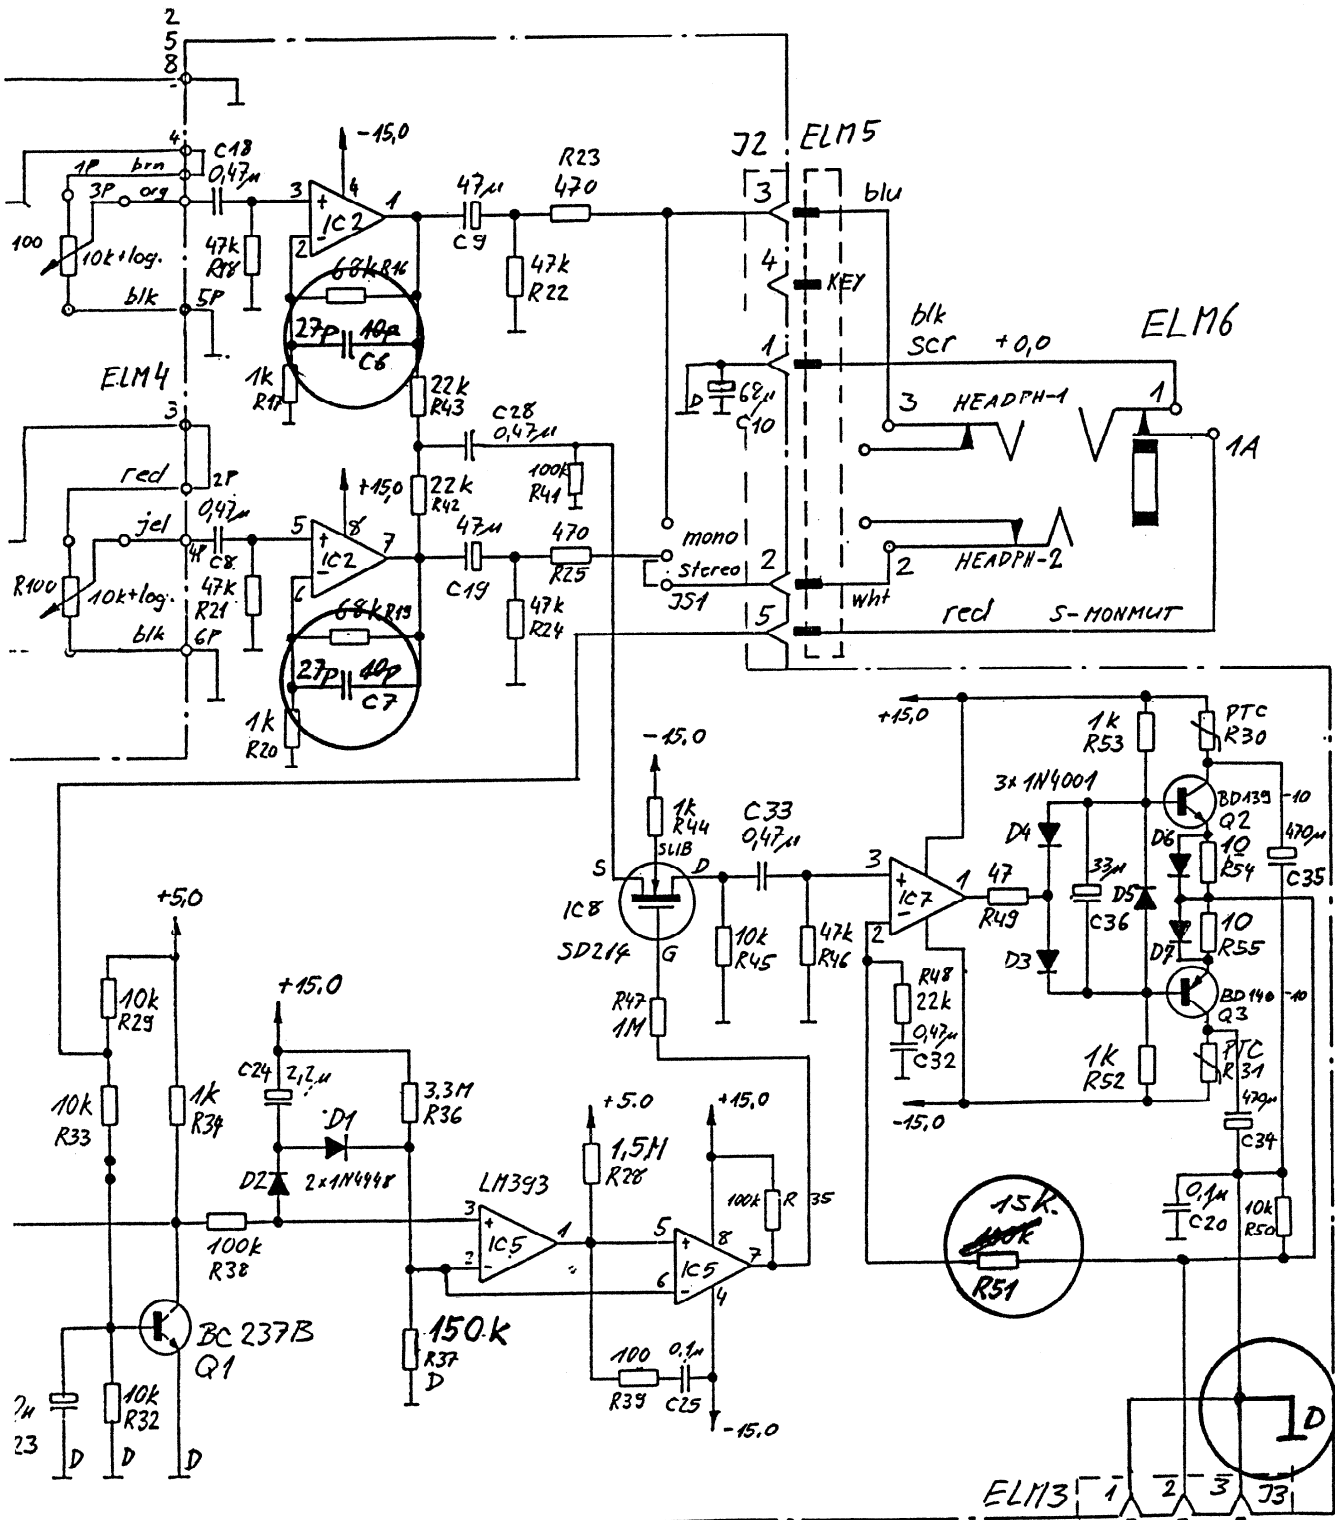 2
5
8
4
1P brn
3P org
C18
0,47µ
100
10k+log.
47k
R18
blk 5P
3
+
IC2
-
2
4
1
-15,0
68k R16
27p 10p
C6
1k
R17
47µ
C9
47k
R22
R23
470
J2 ELM5
3
blu
4
KEY
1
blk
scr +0,0
ELM6
D 68µ
C10
3 HEADPH-1
1
1A
ELM4
3
red 2P
jel
4P
0,47µ
C8
R100
10k+log.
47k
R21
blk 6P
22k
R43
C28
0,47µ
100k
R41
22k
R42
+15,0
5
+
IC2
-
6
8
7
68k R19
27p 10p
C7
1k
R20
47µ
C19
47k
R24
470
R25
mono
stereo
JS1
2
wht
2 HEADPH-2
5
red S-MONMUT
-15,0
1k
R44
SUB
S D
IC8
SD214 G
C33
0,47µ
10k
R45
47k
R46
R47
1M
+15,0
1k
R53
PTC
R30
3x1N4001
D4
BD139-10
Q2
470µ
C35
D6
10
R54
33µ
C36
D5
10
R55
D7
3
+
IC7
-
2
1
47
R49
D3
BD140-10
Q3
R48
22k
0,47µ
C32
1k
R52
PTC
R31
-15,0
470µ
C34
0,1µ
C20
10k
R50
15k.
100k
R51
+5,0
10k
R29
+15,0
C24 2,2µ
3,3M
R36
10k
R33
1k
R34
D1
D2 2x1N4448
100k
R38
LM393
3
+
IC5
-
2
1
+5.0
1,5M
R28
+15,0
100k R35
5
+
IC5
-
6
8
7
4
150k
R37
D
100
R39
0,1µ
C25
-15,0
BC237B
Q1
10k
R32
23
D D D
D
ELM3 1 2 3 J3